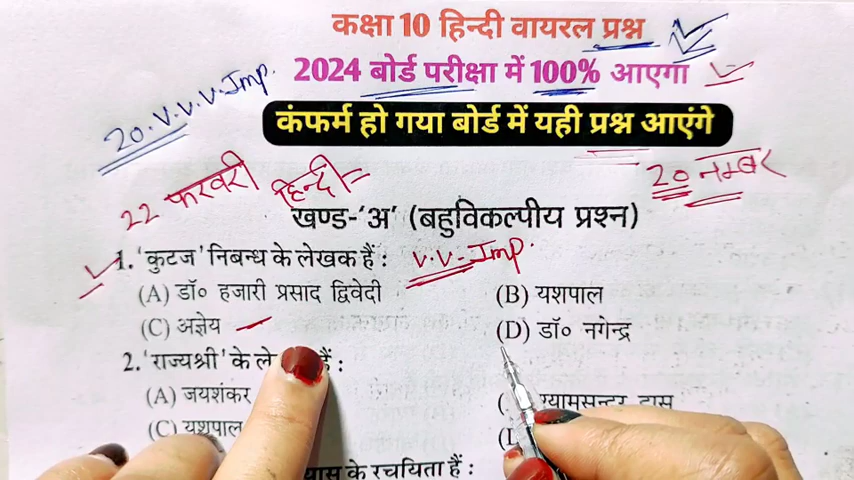 कक्षा 10 हिन्दी वायरल प्रश्न
2024 बोर्ड परीक्षा में 100% आएगा
20. V.V.V.Imp.
कंफर्म हो गया बोर्ड में यही प्रश्न आएंगे
22 फरवरी हिन्दी
20 नम्बर
खण्ड-‘अ’ (बहुविकल्पीय प्रश्न)
1. ‘कुटज’ निबन्ध के लेखक हैं : V.V-Imp.
(A) डॉ० हजारी प्रसाद द्विवेदी (B) यशपाल
(C) अज्ञेय (D) डॉ० नगेन्द्र
2. ‘राज्यश्री’ के हैं :
(A) जयशंकर दास
(C) यशपाल
के रचयिता हैं :